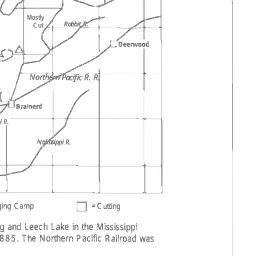 Mostly
Cut
Rabbit R.
Deerwood
Northern Pacific R. R.
Brainerd
i R.
Mississippi R.
ging Camp
= Cutting
g and Leech Lake in the Mississippi
885. The Northern Pacific Railroad was